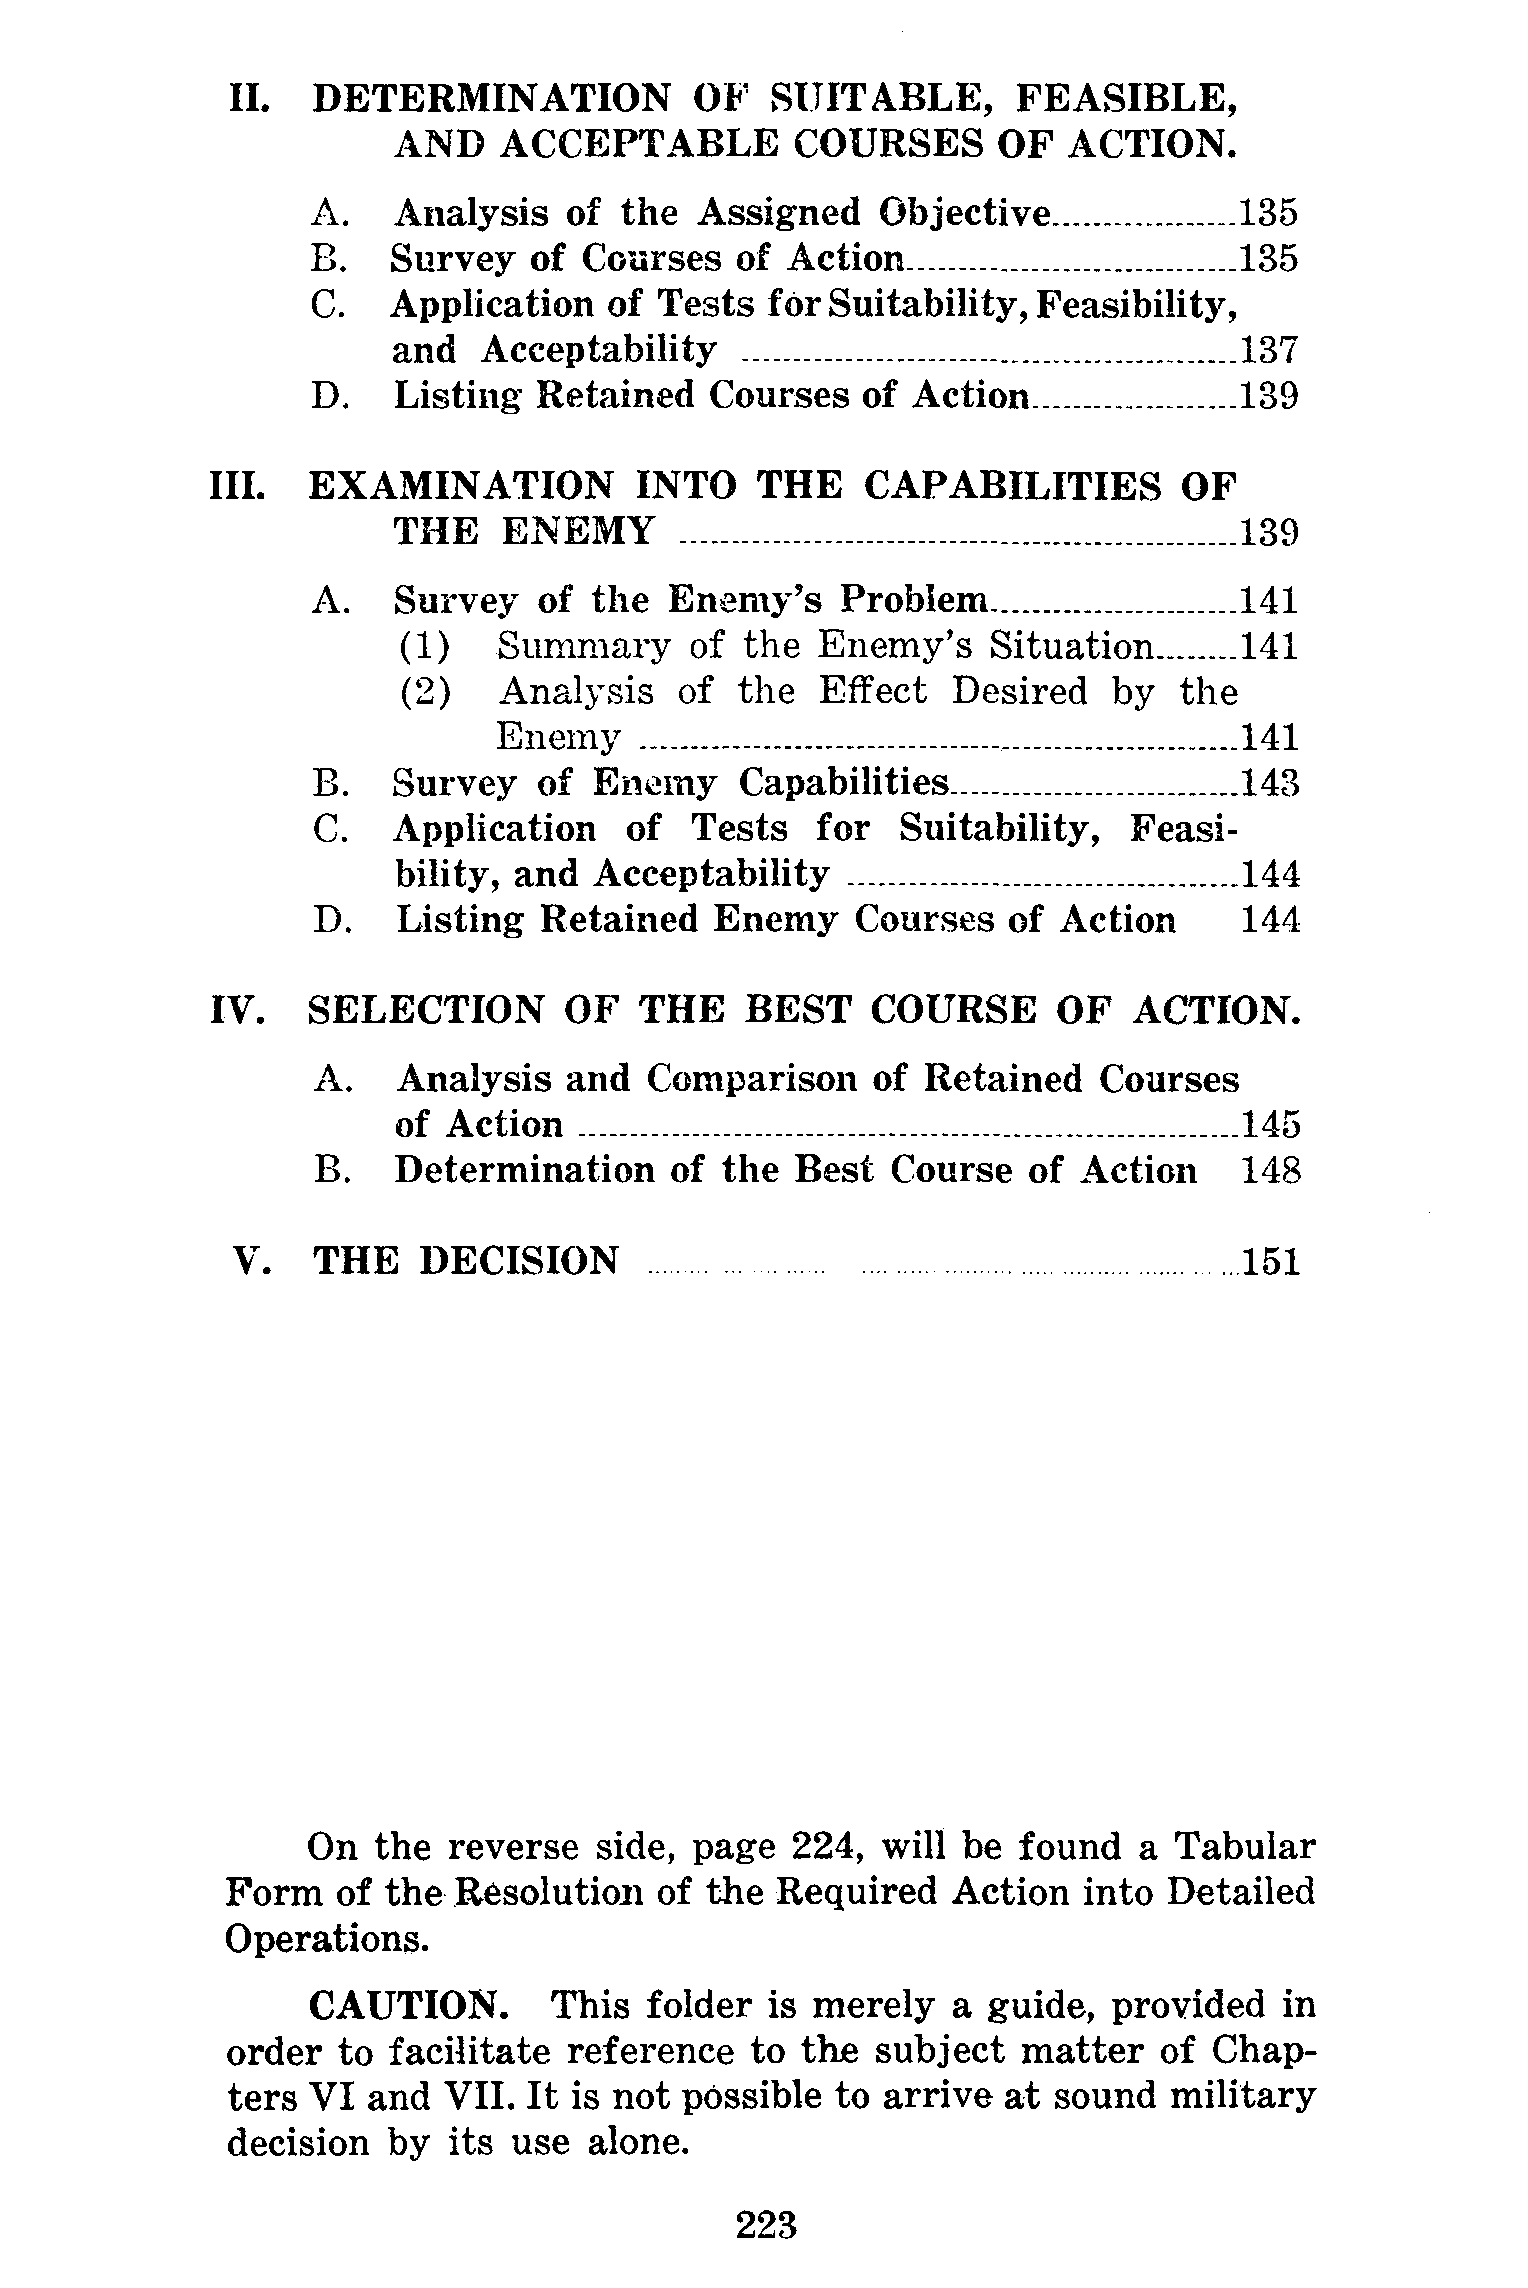 II. DETERMINATION OF SUITABLE, FEASIBLE,
AND ACCEPTABLE COURSES OF ACTION.
A. Analysis of the Assigned Objective..................135
B. Survey of Courses of Action................................135
C. Application of Tests for Suitability, Feasibility,
and Acceptability ................................................137
D. Listing Retained Courses of Action....................139
III. EXAMINATION INTO THE CAPABILITIES OF
THE ENEMY ......................................................139
A. Survey of the Enemy's Problem........................141
(1) Summary of the Enemy's Situation........141
(2) Analysis of the Effect Desired by the
Enemy ..........................................................141
B. Survey of Enemy Capabilities............................143
C. Application of Tests for Suitability, Feasi-
bility, and Acceptability ......................................144
D. Listing Retained Enemy Courses of Action 144
IV. SELECTION OF THE BEST COURSE OF ACTION.
A. Analysis and Comparison of Retained Courses
of Action ................................................................145
B. Determination of the Best Course of Action 148
V. THE DECISION ........................................................151
On the reverse side, page 224, will be found a Tabular
Form of the Resolution of the Required Action into Detailed
Operations.
CAUTION. This folder is merely a guide, provided in
order to facilitate reference to the subject matter of Chap-
ters VI and VII. It is not possible to arrive at sound military
decision by its use alone.
223